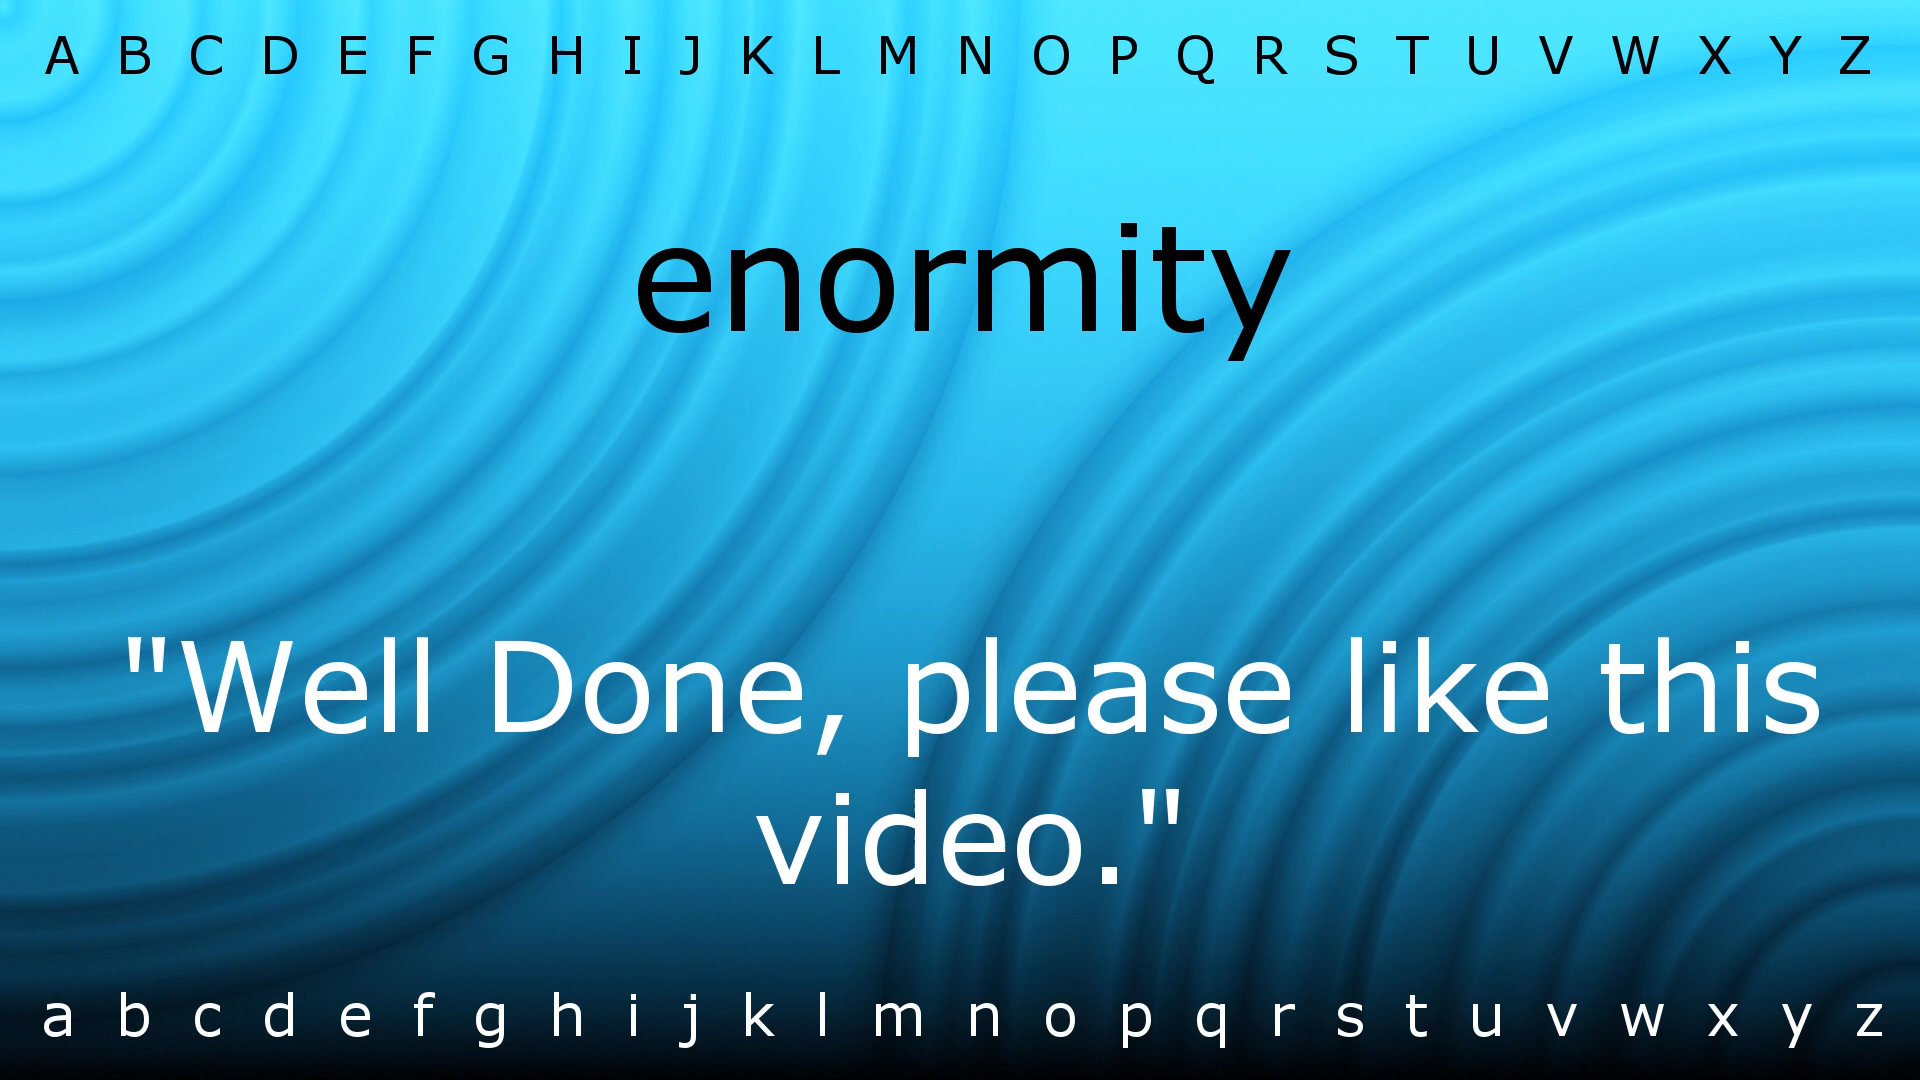 A B C D E F G H I J K L M N O P Q R S T U V W X Y Z
enormity
"Well Done, please like this
video."
a b c d e f g h i j k l m n o p q r s t u v w x y z